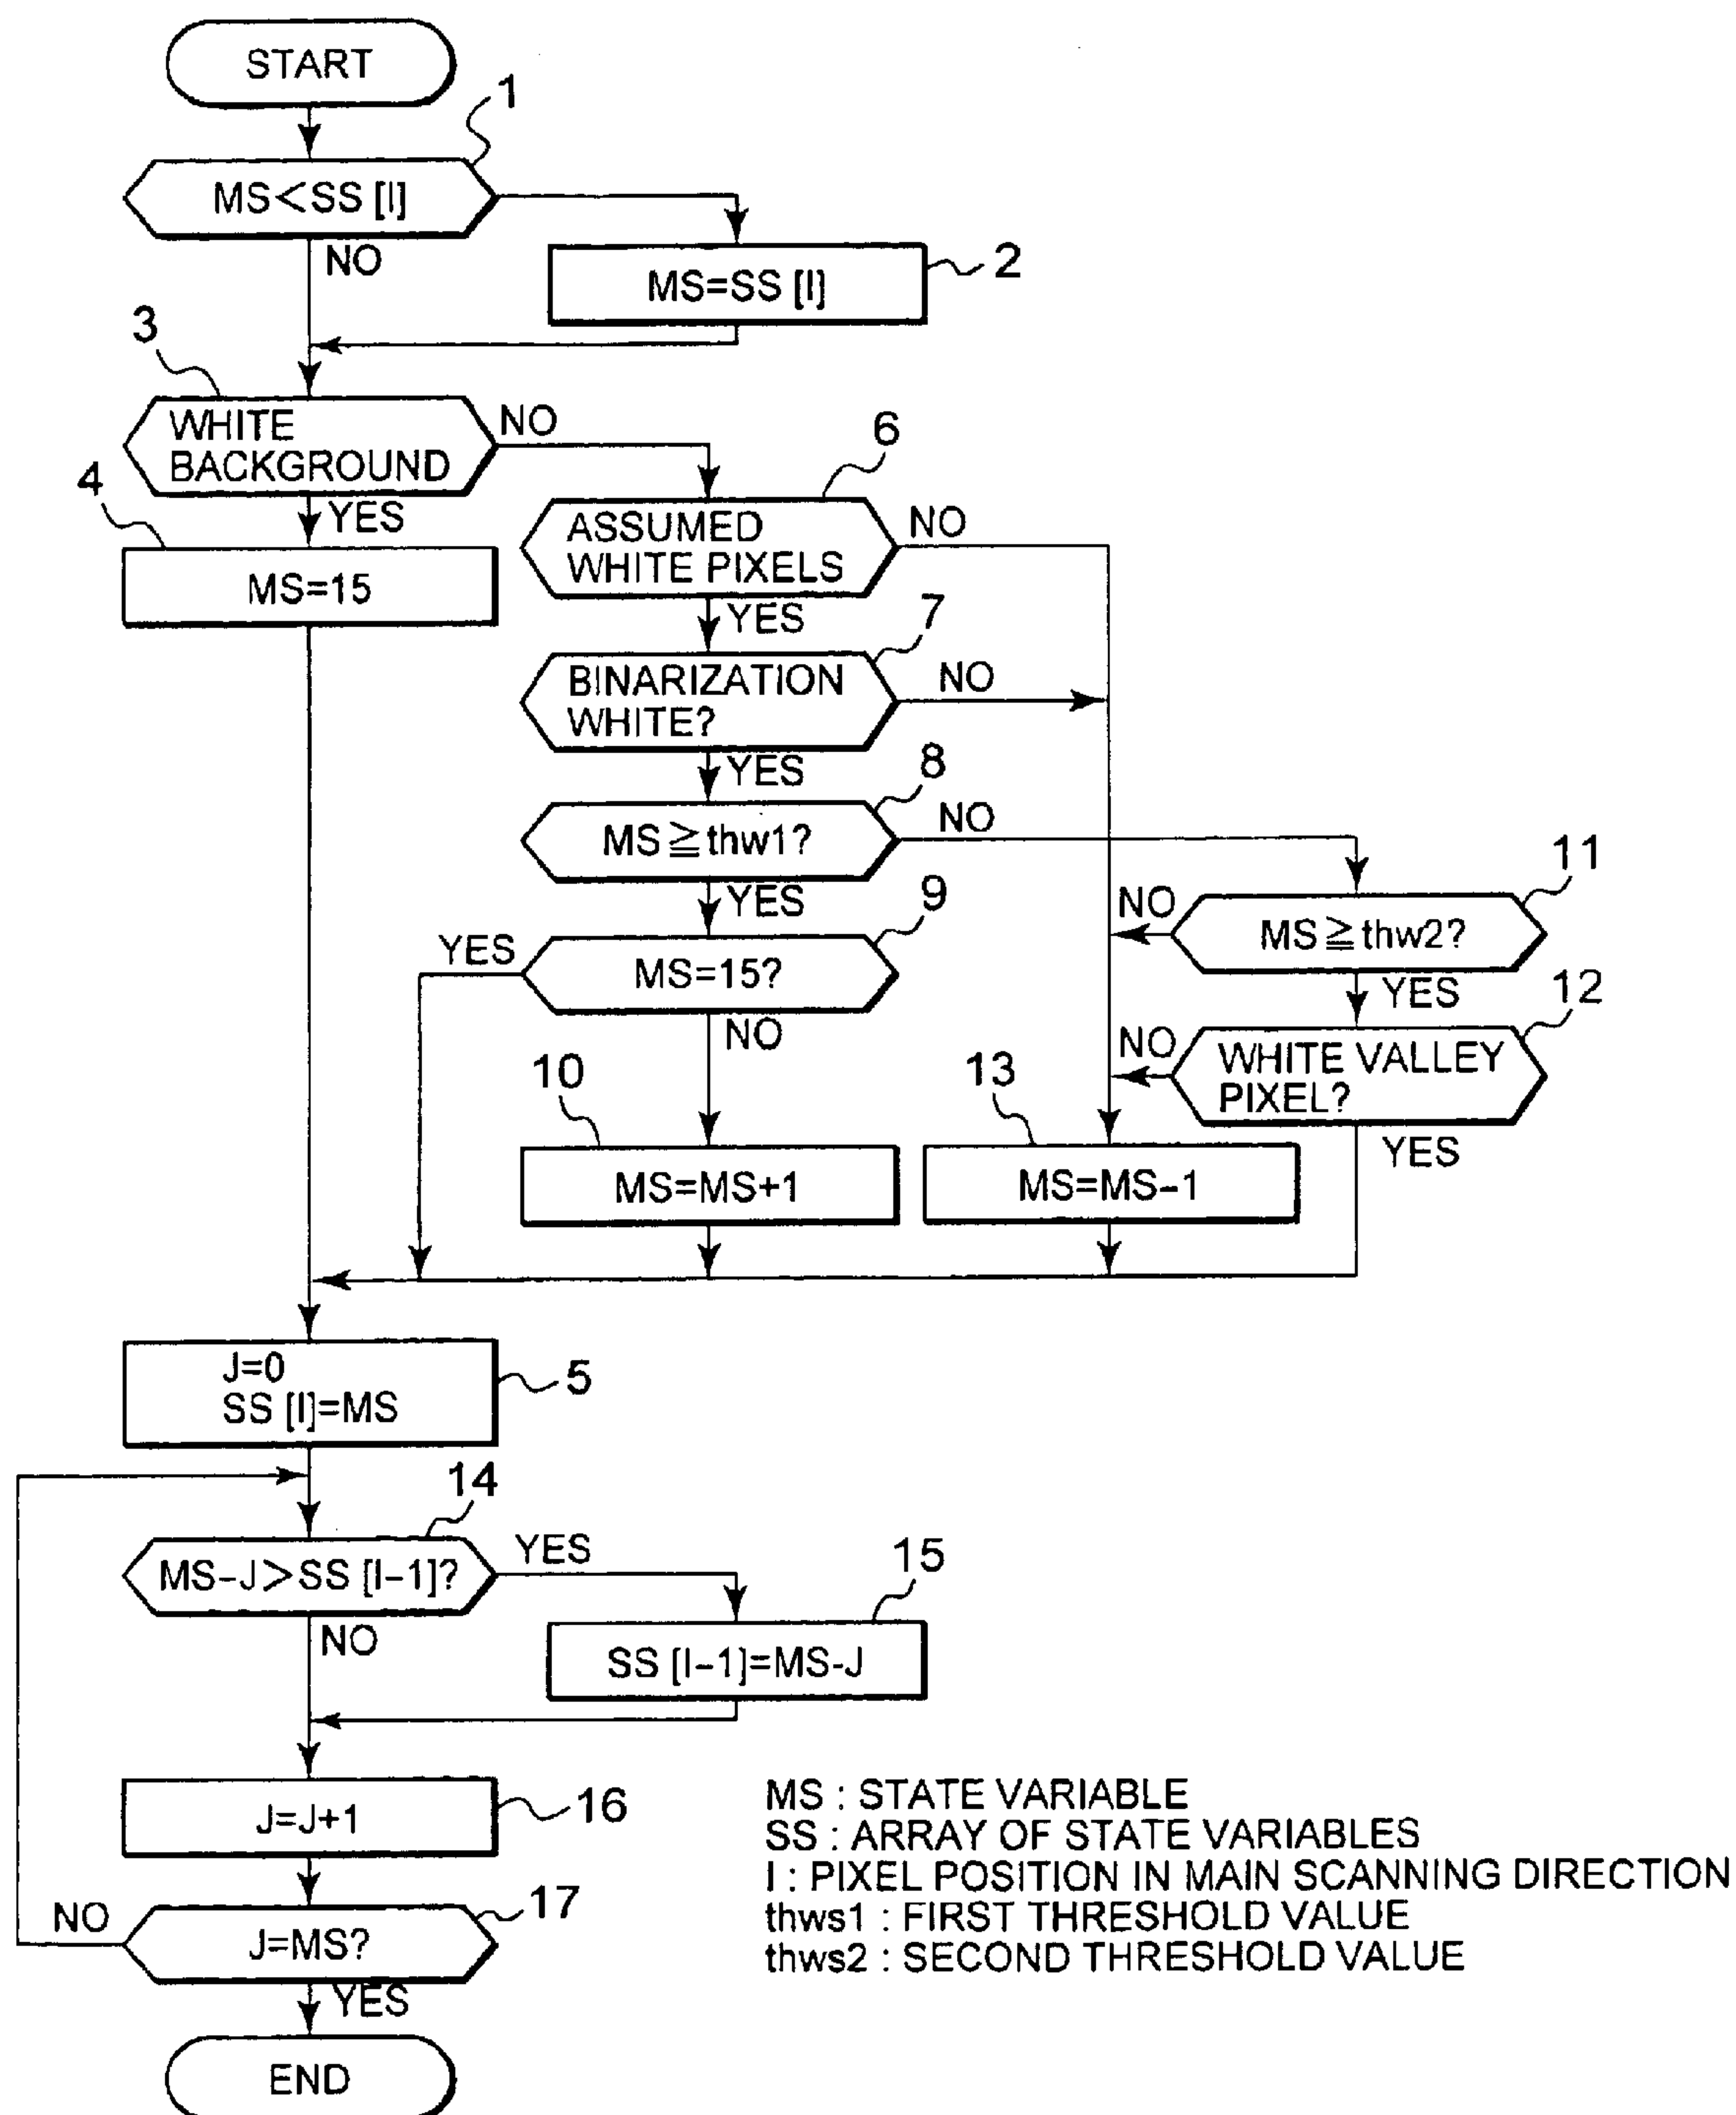 START
1
MS<SS [I]
NO
2
MS=SS [I]
3
WHITE
BACKGROUND
NO
YES
4
MS=15
6
ASSUMED
WHITE PIXELS
NO
YES
7
BINARIZATION
WHITE?
NO
YES
8
MS≧thw1?
NO
YES
11
MS≧thw2?
NO
YES
9
MS=15?
YES
NO
12
WHITE VALLEY
PIXEL?
NO
YES
10
MS=MS+1
13
MS=MS-1
J=0
SS [I]=MS
5
14
MS-J>SS [I-1]?
YES
NO
15
SS [I-1]=MS-J
J=J+1
16
17
J=MS?
NO
YES
END
MS : STATE VARIABLE
SS : ARRAY OF STATE VARIABLES
I : PIXEL POSITION IN MAIN SCANNING DIRECTION
thws1 : FIRST THRESHOLD VALUE
thws2 : SECOND THRESHOLD VALUE